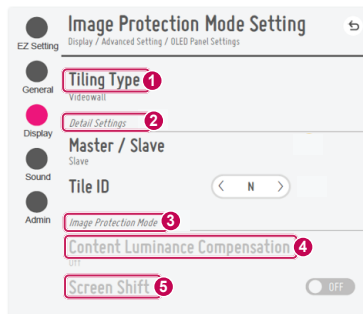 Image Protection Mode Setting
Display / Advanced Setting / OLED Panel Settings
EZ Setting
General
Display
Sound
Admin
Tiling Type 1
Videowall
Detail Settings 2
Master / Slave
Slave
Tile ID < N >
Image Protection Mode 3
Content Luminance Compensation 4
Off
Screen Shift 5 OFF